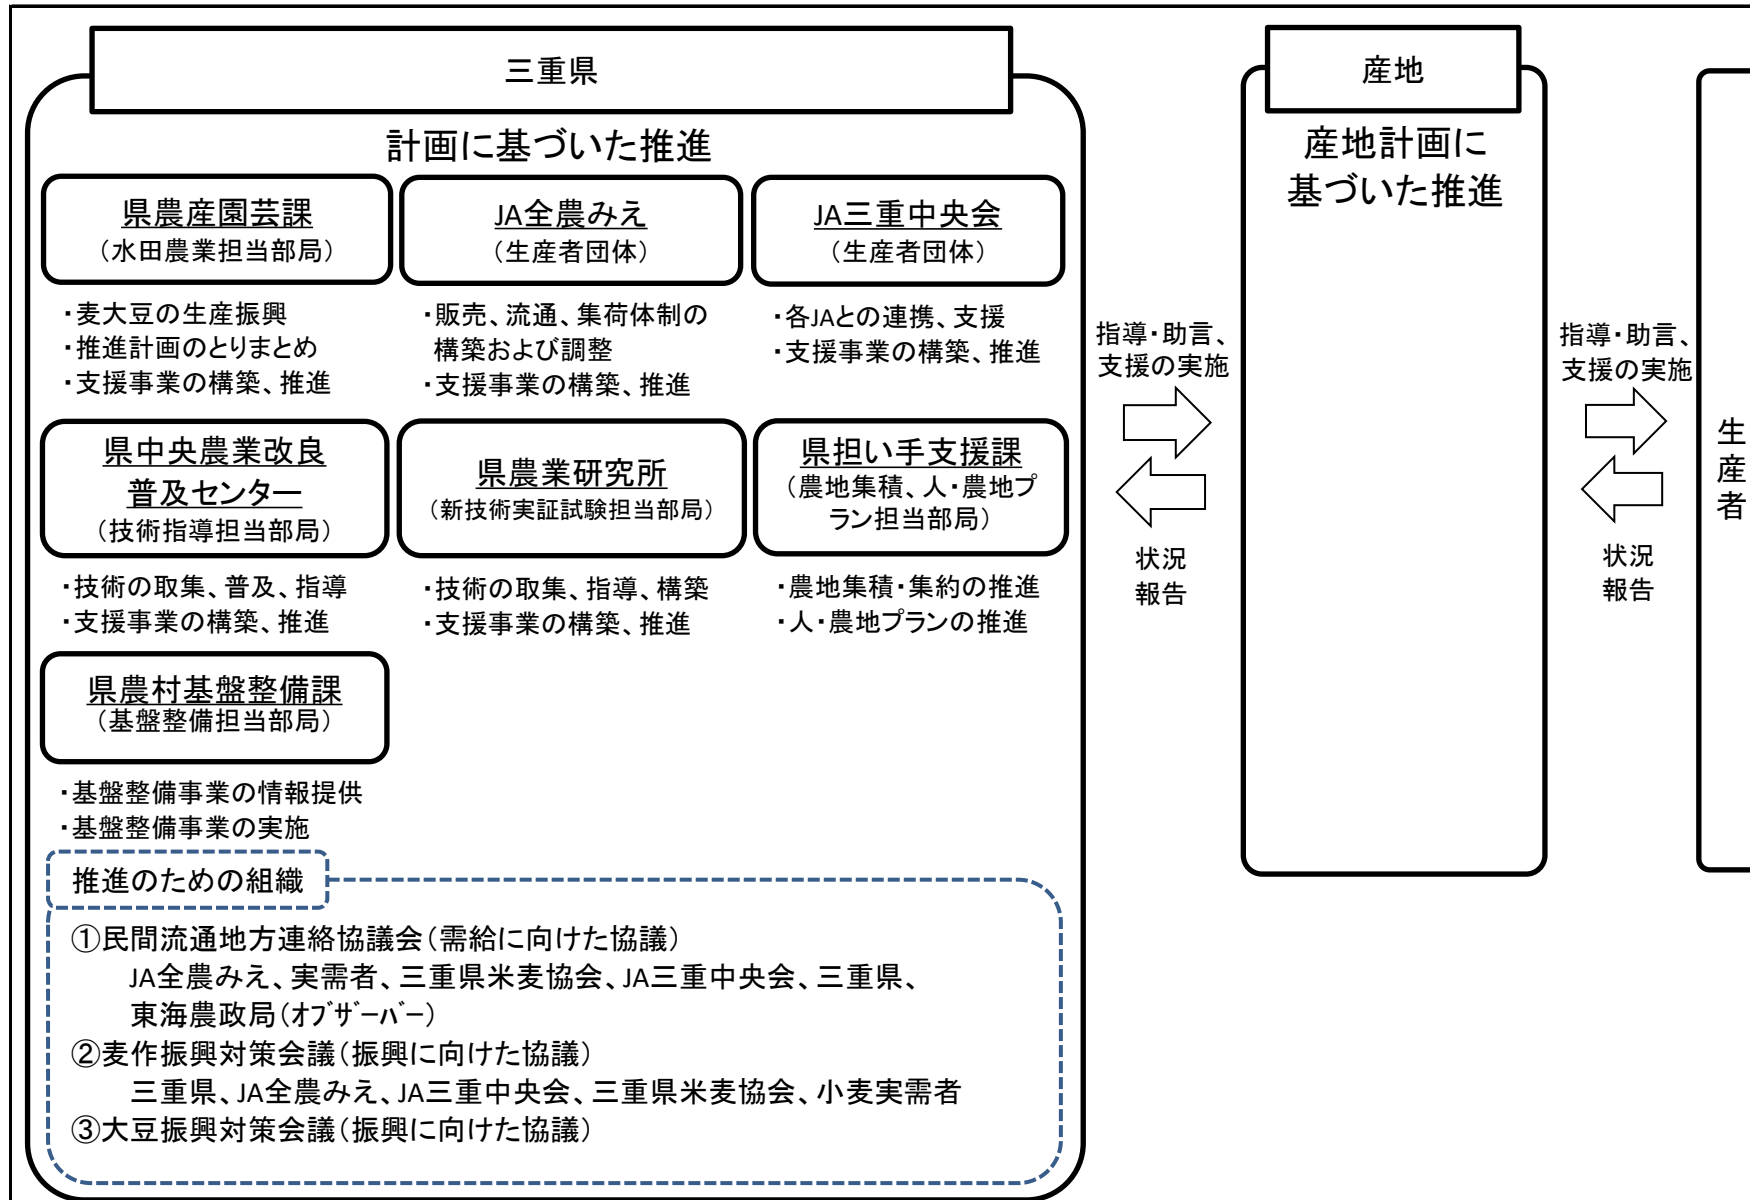 三重県
計画に基づいた推進
県農産園芸課
（水田農業担当部局）
・麦大豆の生産振興
・推進計画のとりまとめ
・支援事業の構築、推進
JA全農みえ
（生産者団体）
・販売、流通、集荷体制の
構築および調整
・支援事業の構築、推進
JA三重中央会
（生産者団体）
・各JAとの連携、支援
・支援事業の構築、推進
県中央農業改良
普及センター
（技術指導担当部局）
・技術の取集、普及、指導
・支援事業の構築、推進
県農業研究所
（新技術実証試験担当部局）
・技術の取集、指導、構築
・支援事業の構築、推進
県担い手支援課
（農地集積、人・農地プ
ラン担当部局）
・農地集積・集約の推進
・人・農地プランの推進
県農村基盤整備課
（基盤整備担当部局）
・基盤整備事業の情報提供
・基盤整備事業の実施
推進のための組織
①民間流通地方連絡協議会（需給に向けた協議）
JA全農みえ、実需者、三重県米麦協会、JA三重中央会、三重県、
東海農政局（ｵﾌﾞｻﾞｰﾊﾞｰ）
②麦作振興対策会議（振興に向けた協議）
三重県、JA全農みえ、JA三重中央会、三重県米麦協会、小麦実需者
③大豆振興対策会議（振興に向けた協議）
指導・助言、
支援の実施
状況
報告
産地
産地計画に
基づいた推進
指導・助言、
支援の実施
状況
報告
生産者